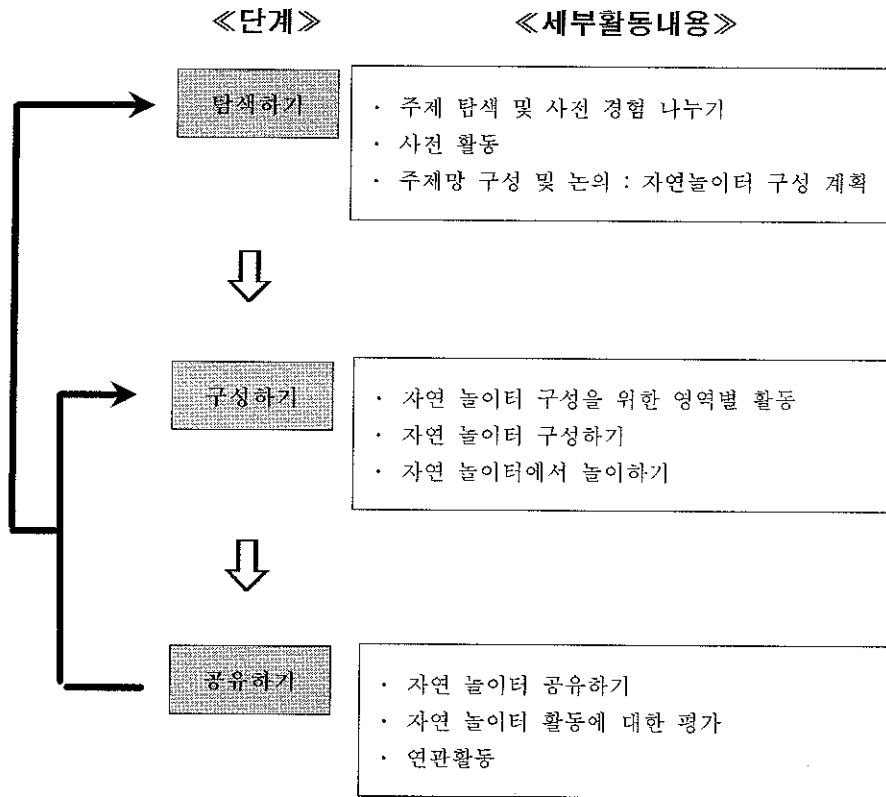 ≪단계≫ ≪세부활동내용≫
탐색하기
· 주제 탐색 및 사전 경험 나누기
· 사전 활동
· 주제망 구성 및 논의 : 자연놀이터 구성 계획
구성하기
· 자연 놀이터 구성을 위한 영역별 활동
· 자연 놀이터 구성하기
· 자연 놀이터에서 놀이하기
공유하기
· 자연 놀이터 공유하기
· 자연 놀이터 활동에 대한 평가
· 연관활동